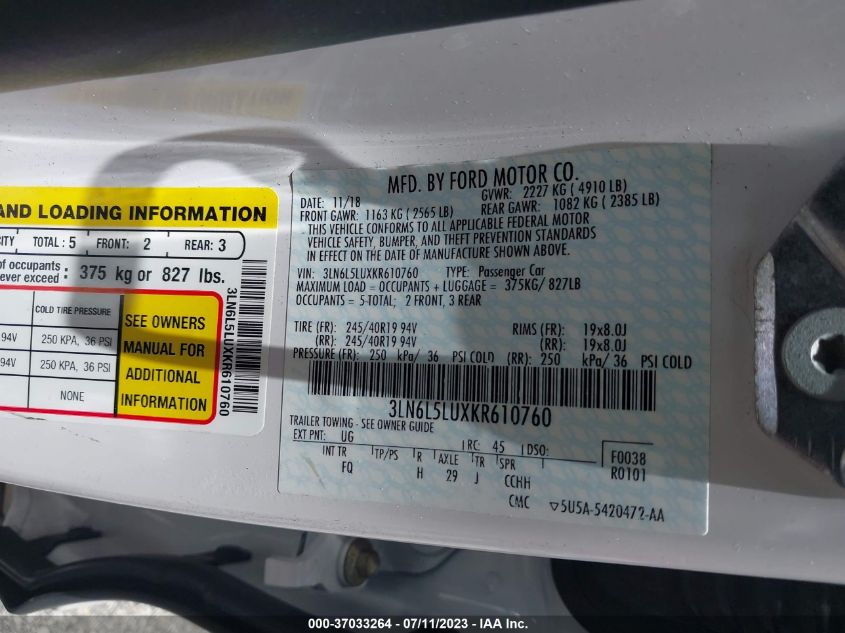 AND LOADING INFORMATION
CITY TOTAL : 5 FRONT: 2 REAR: 3
of occupants : 375 kg or 827 lbs.
ever exceed :
COLD TIRE PRESSURE
94V 250 KPA, 36 PSI
94V 250 KPA, 36 PSI
NONE
SEE OWNERS
MANUAL FOR
ADDITIONAL
INFORMATION
3LN6L5LUXKR610760
MFD. BY FORD MOTOR CO.
DATE: 11/18 GVWR: 2227 KG ( 4910 LB)
FRONT GAWR: 1163 KG ( 2565 LB) REAR GAWR: 1082 KG ( 2385 LB)
THIS VEHICLE CONFORMS TO ALL APPLICABLE FEDERAL MOTOR
VEHICLE SAFETY, BUMPER, AND THEFT PREVENTION STANDARDS
IN EFFECT ON THE DATE OF MANUFACTURE SHOWN ABOVE.
VIN: 3LN6L5LUXKR610760 TYPE: Passenger Car
MAXIMUM LOAD = OCCUPANTS + LUGGAGE = 375KG/ 827LB
OCCUPANTS = 5-TOTAL; 2 FRONT, 3 REAR
TIRE (FR): 245/40R19 94V RIMS (FR): 19x8.0J
(RR): 245/40R19 94V (RR): 19x8.0J
PRESSURE (FR): 250 kPa/ 36 PSI COLD (RR): 250 kPa/ 36 PSI COLD
3LN6L5LUXKR610760
TRAILER TOWING - SEE OWNER GUIDE
EXT PNT: UG RC: 45 DSO: F0038
R0101
INT TR TP/PS R AXLE TR SPR
FQ H 29 J CCHH
CMC ▽5U5A-5420472-AA
000-37033264 - 07/11/2023 - IAA Inc.